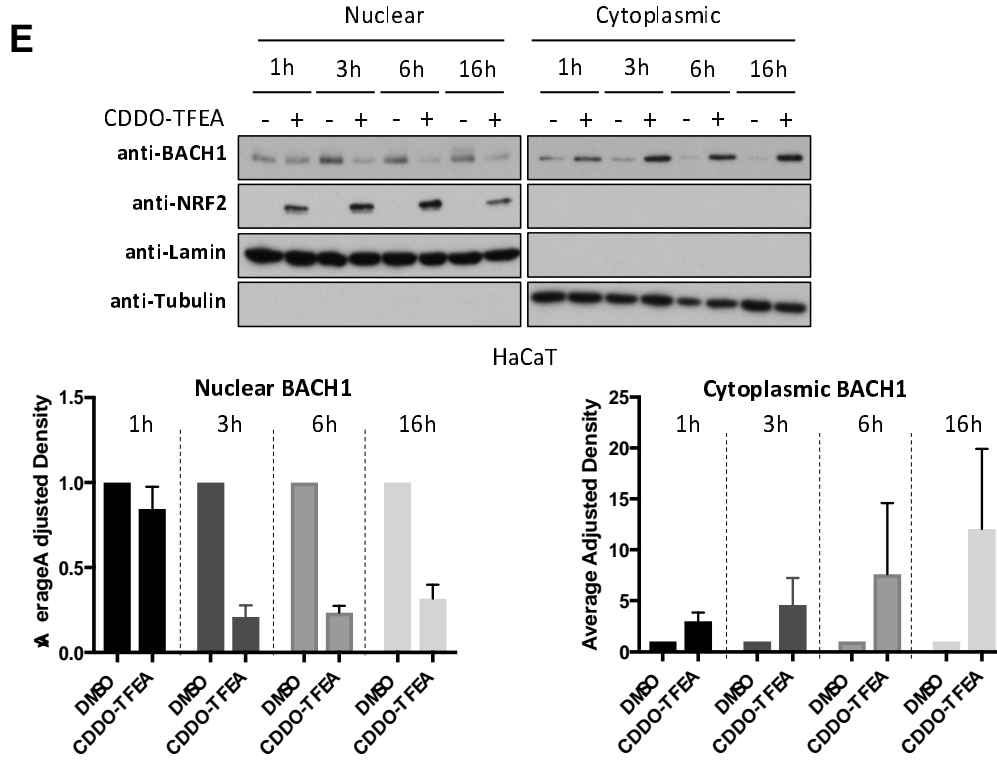 E
Nuclear Cytoplasmic
1h 3h 6h 16h 1h 3h 6h 16h
CDDO-TFEA - + - + - + - + - + - + - + - +
anti-BACH1
anti-NRF2
anti-Lamin
anti-Tubulin
HaCaT
Nuclear BACH1
1h 3h 6h 16h
erageA djusted Density
1.5
1.0
0.5
0.0
DMSO CDDO-TFEA DMSO CDDO-TFEA DMSO CDDO-TFEA DMSO CDDO-TFEA
Cytoplasmic BACH1
1h 3h 6h 16h
Average Adjusted Density
25
20
15
10
5
0
DMSO CDDO-TFEA DMSO CDDO-TFEA DMSO CDDO-TFEA DMSO CDDO-TFEA